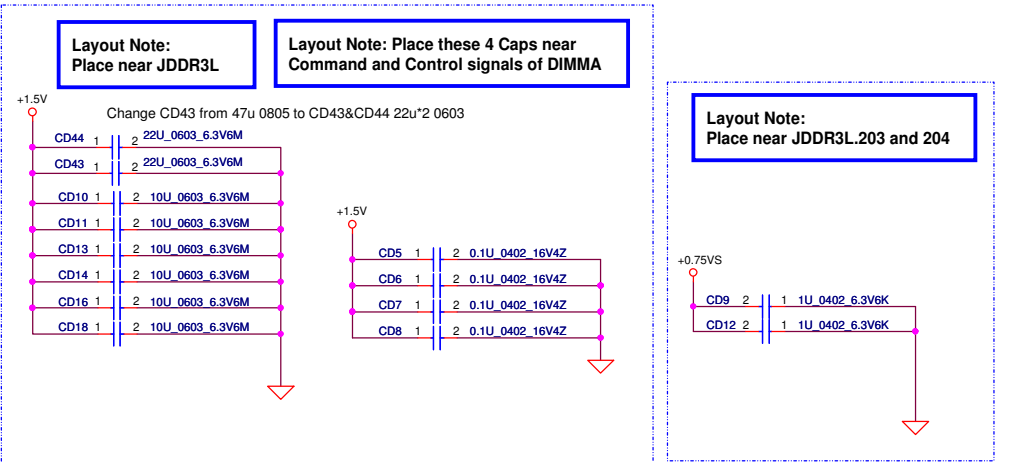 Layout Note:
Place near JDDR3L
Layout Note: Place these 4 Caps near
Command and Control signals of DIMMA
+1.5V
Change CD43 from 47u 0805 to CD43&CD44 22u*2 0603
CD44 1 2 22U_0603_6.3V6M
CD43 1 2 22U_0603_6.3V6M
CD10 1 2 10U_0603_6.3V6M
CD11 1 2 10U_0603_6.3V6M
CD13 1 2 10U_0603_6.3V6M
CD14 1 2 10U_0603_6.3V6M
CD16 1 2 10U_0603_6.3V6M
CD18 1 2 10U_0603_6.3V6M
+1.5V
CD5 1 2 0.1U_0402_16V4Z
CD6 1 2 0.1U_0402_16V4Z
CD7 1 2 0.1U_0402_16V4Z
CD8 1 2 0.1U_0402_16V4Z
Layout Note:
Place near JDDR3L.203 and 204
+0.75VS
CD9 2 1 1U_0402_6.3V6K
CD12 2 1 1U_0402_6.3V6K